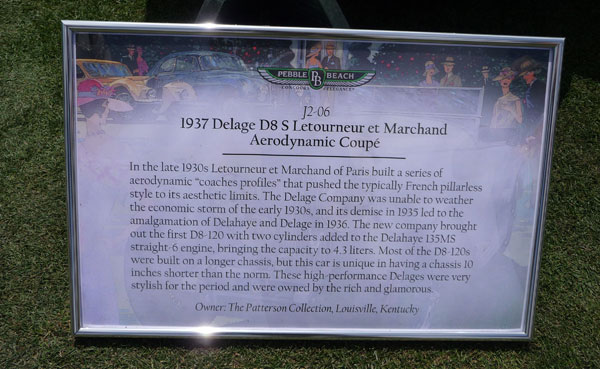 PEBBLE PB BEACH
CONCOURS D'ELEGANCE
J2-06
1937 Delage D8 S Letourneur et Marchand
Aerodynamic Coupé
In the late 1930s Letourneur et Marchand of Paris built a series of
aerodynamic “coaches profiles” that pushed the typically French pillarless
style to its aesthetic limits. The Delage Company was unable to weather
the economic storm of the early 1930s, and its demise in 1935 led to the
amalgamation of Delahaye and Delage in 1936. The new company brought
out the first D8-120 with two cylinders added to the Delahaye 135MS
straight-6 engine, bringing the capacity to 4.3 liters. Most of the D8-120s
were built on a longer chassis, but this car is unique in having a chassis 10
inches shorter than the norm. These high-performance Delages were very
stylish for the period and were owned by the rich and glamorous.
Owner: The Patterson Collection, Louisville, Kentucky